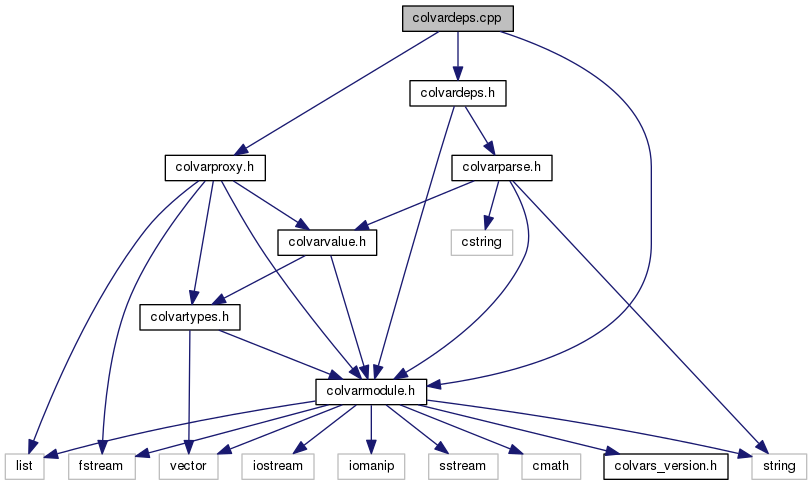 colvardeps.cpp
colvardeps.h
colvarproxy.h
colvarparse.h
colvarvalue.h
cstring
colvartypes.h
colvarmodule.h
list
fstream
vector
iostream
iomanip
sstream
cmath
colvars_version.h
string